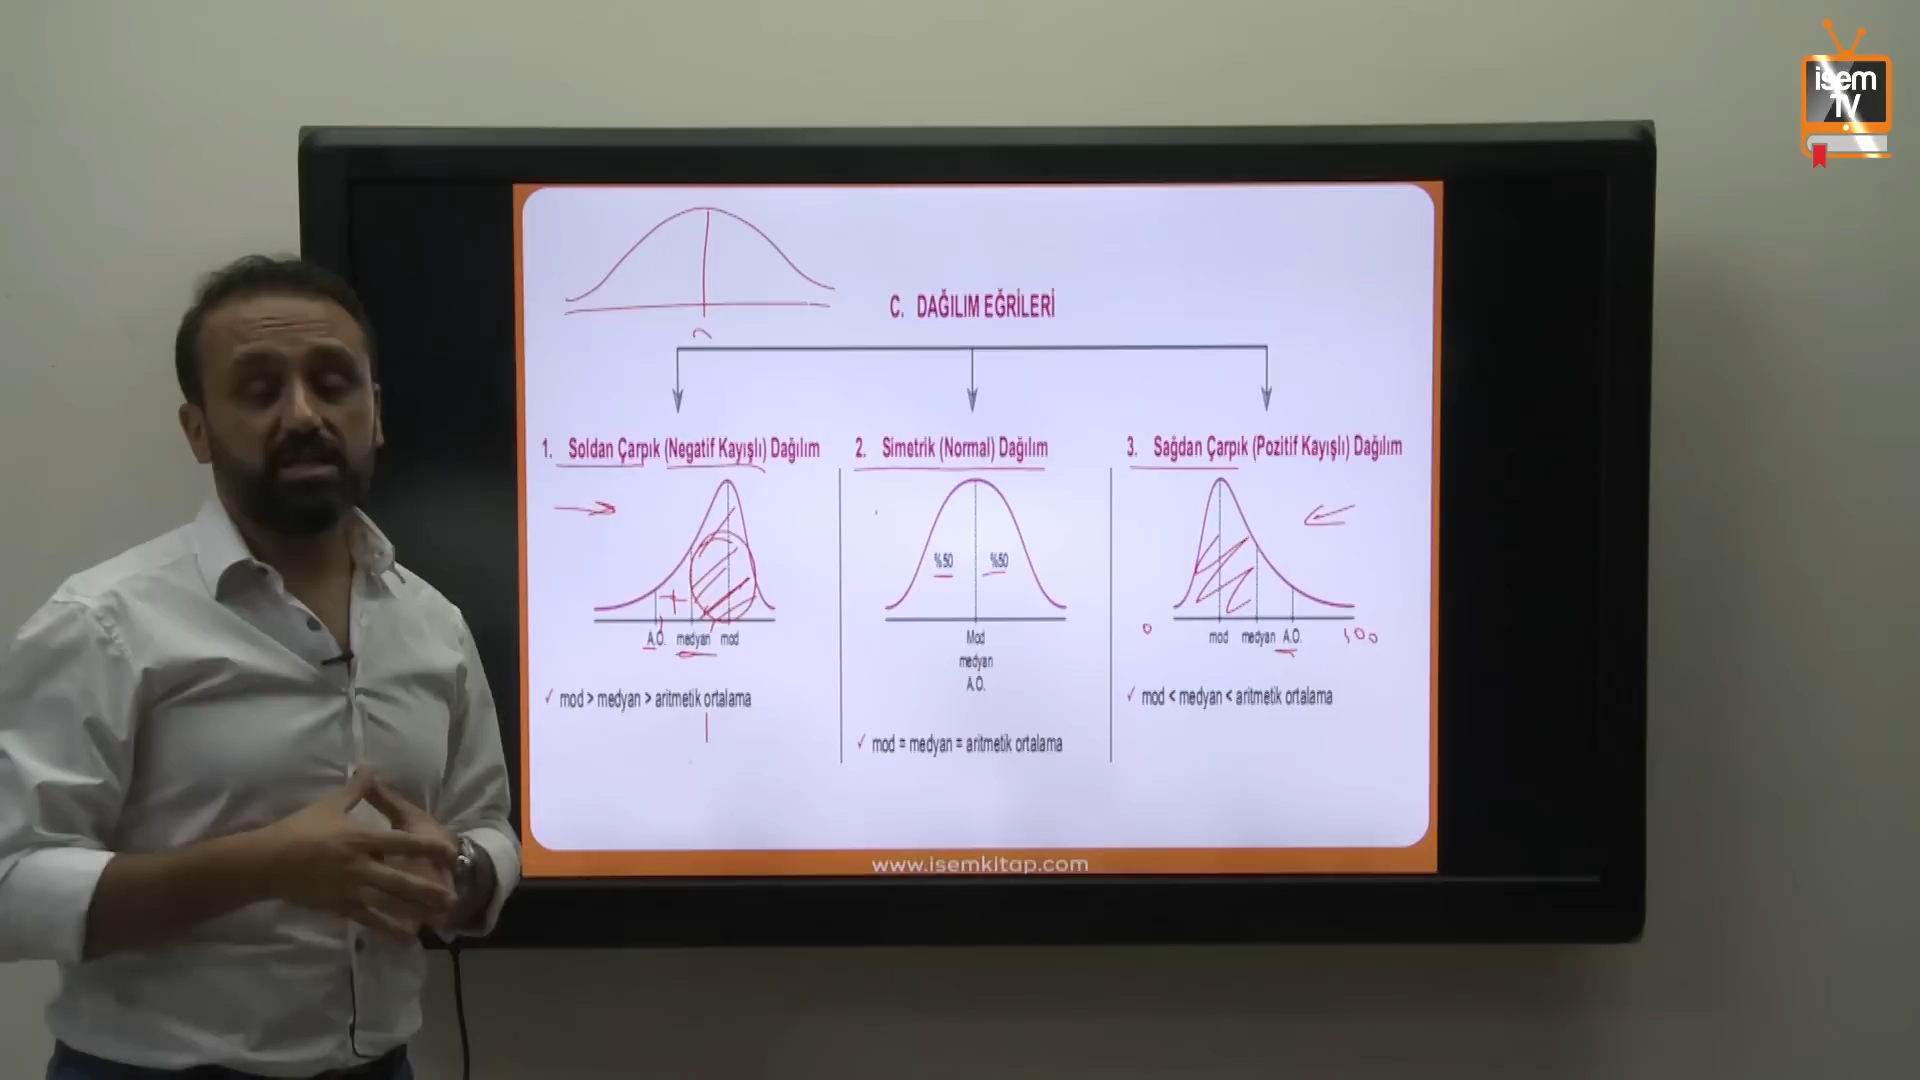 isem
TV
C. DAĞILIM EĞRİLERİ
1. Soldan Çarpık (Negatif Kayışlı) Dağılım
A.O. medyan mod
✓ mod > medyan > aritmetik ortalama
2. Simetrik (Normal) Dağılım
%50 %50
Mod
medyan
A.O.
✓ mod = medyan = aritmetik ortalama
3. Sağdan Çarpık (Pozitif Kayışlı) Dağılım
0 100
mod medyan A.O.
✓ mod < medyan < aritmetik ortalama
www.isemkitap.com